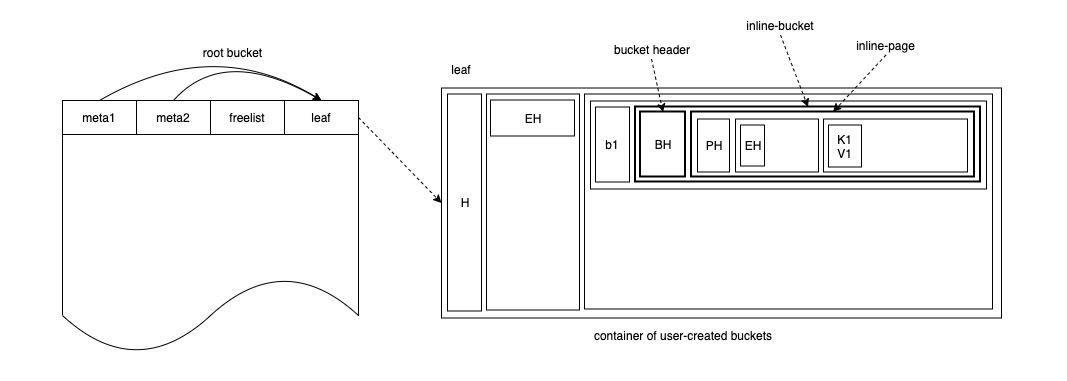 root bucket
meta1
meta2
freelist
leaf
leaf
bucket header
inline-bucket
inline-page
H
EH
b1
BH
PH
EH
K1
V1
container of user-created buckets